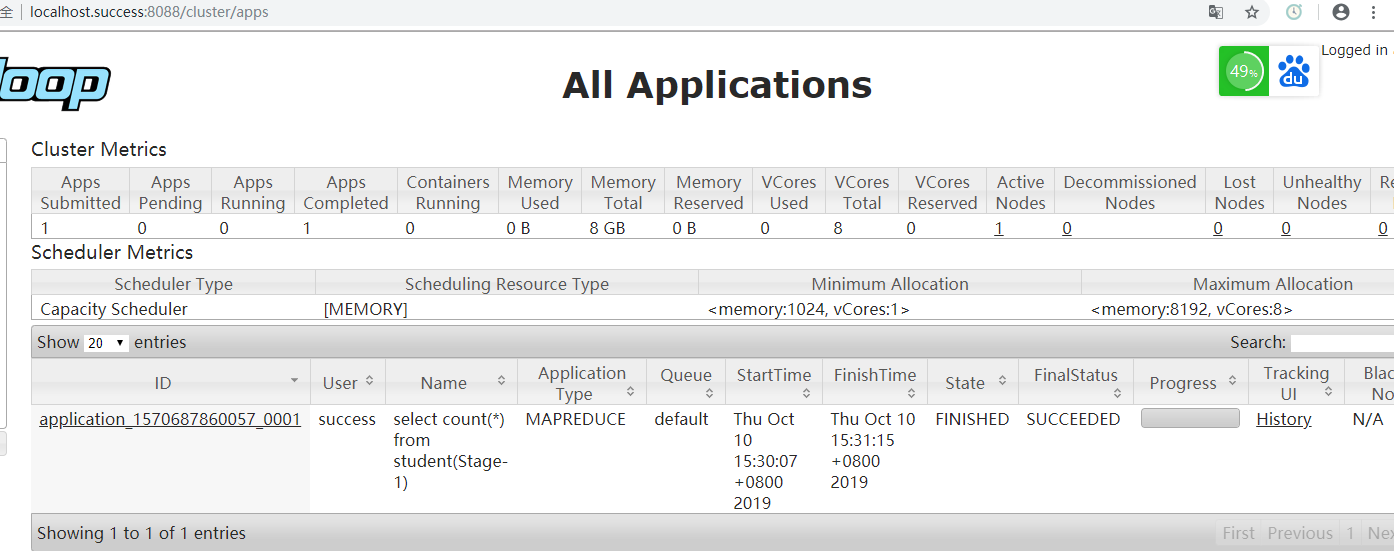 全 localhost.success:8088/cluster/apps
Logged in
49%
du
oop
All Applications
Cluster Metrics
Apps Submitted Apps Pending Apps Running Apps Completed Containers Running Memory Used Memory Total Memory Reserved VCores Used VCores Total VCores Reserved Active Nodes Decommissioned Nodes Lost Nodes Unhealthy Nodes Re
1 0 0 1 0 0 B 8 GB 0 B 0 8 0 1 0 0 0 0
Scheduler Metrics
Scheduler Type Scheduling Resource Type Minimum Allocation Maximum Allocation
Capacity Scheduler [MEMORY] <memory:1024, vCores:1> <memory:8192, vCores:8>
Show 20 entries Search:
ID User Name Application Type Queue StartTime FinishTime State FinalStatus Progress Tracking UI Blac No
application_1570687860057_0001 success select count(*) from student(Stage-1) MAPREDUCE default Thu Oct 10 15:30:07 +0800 2019 Thu Oct 10 15:31:15 +0800 2019 FINISHED SUCCEEDED History N/A
Showing 1 to 1 of 1 entries First Previous 1 Nex